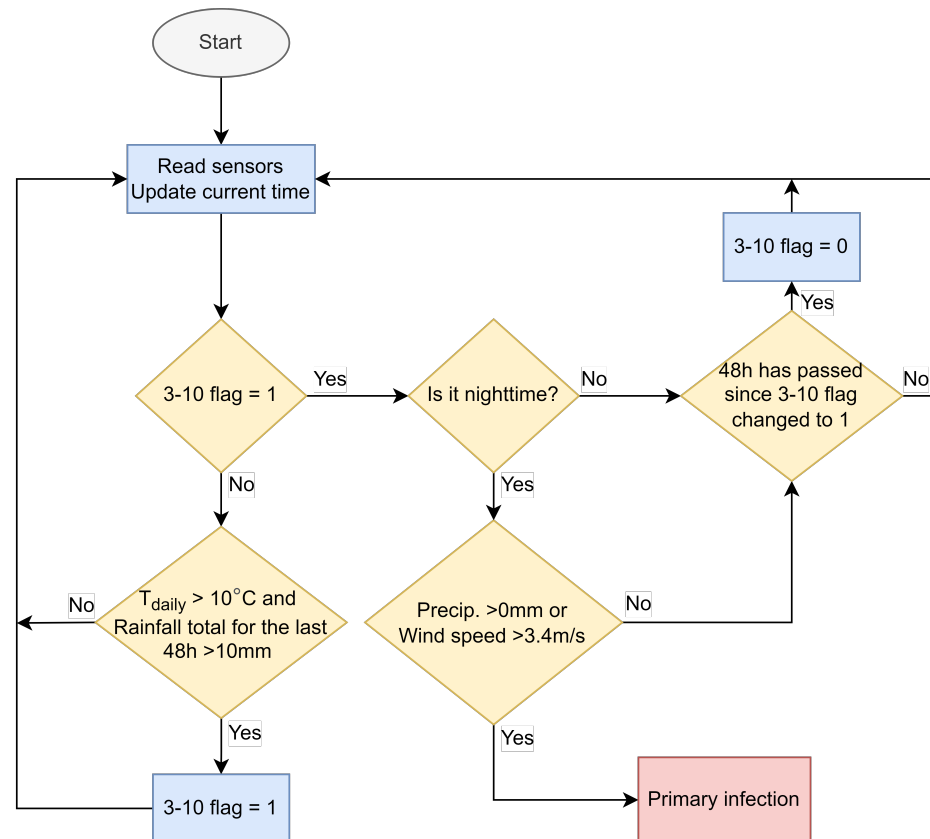 Start
Read sensors
Update current time
3-10 flag = 0
Yes
3-10 flag = 1
Yes
Is it nighttime?
No
48h has passed
since 3-10 flag
changed to 1
No
No
Yes
T_daily > 10°C and
Rainfall total for the last
48h >10mm
No
Precip. >0mm or
Wind speed >3.4m/s
No
Yes
Yes
3-10 flag = 1
Primary infection